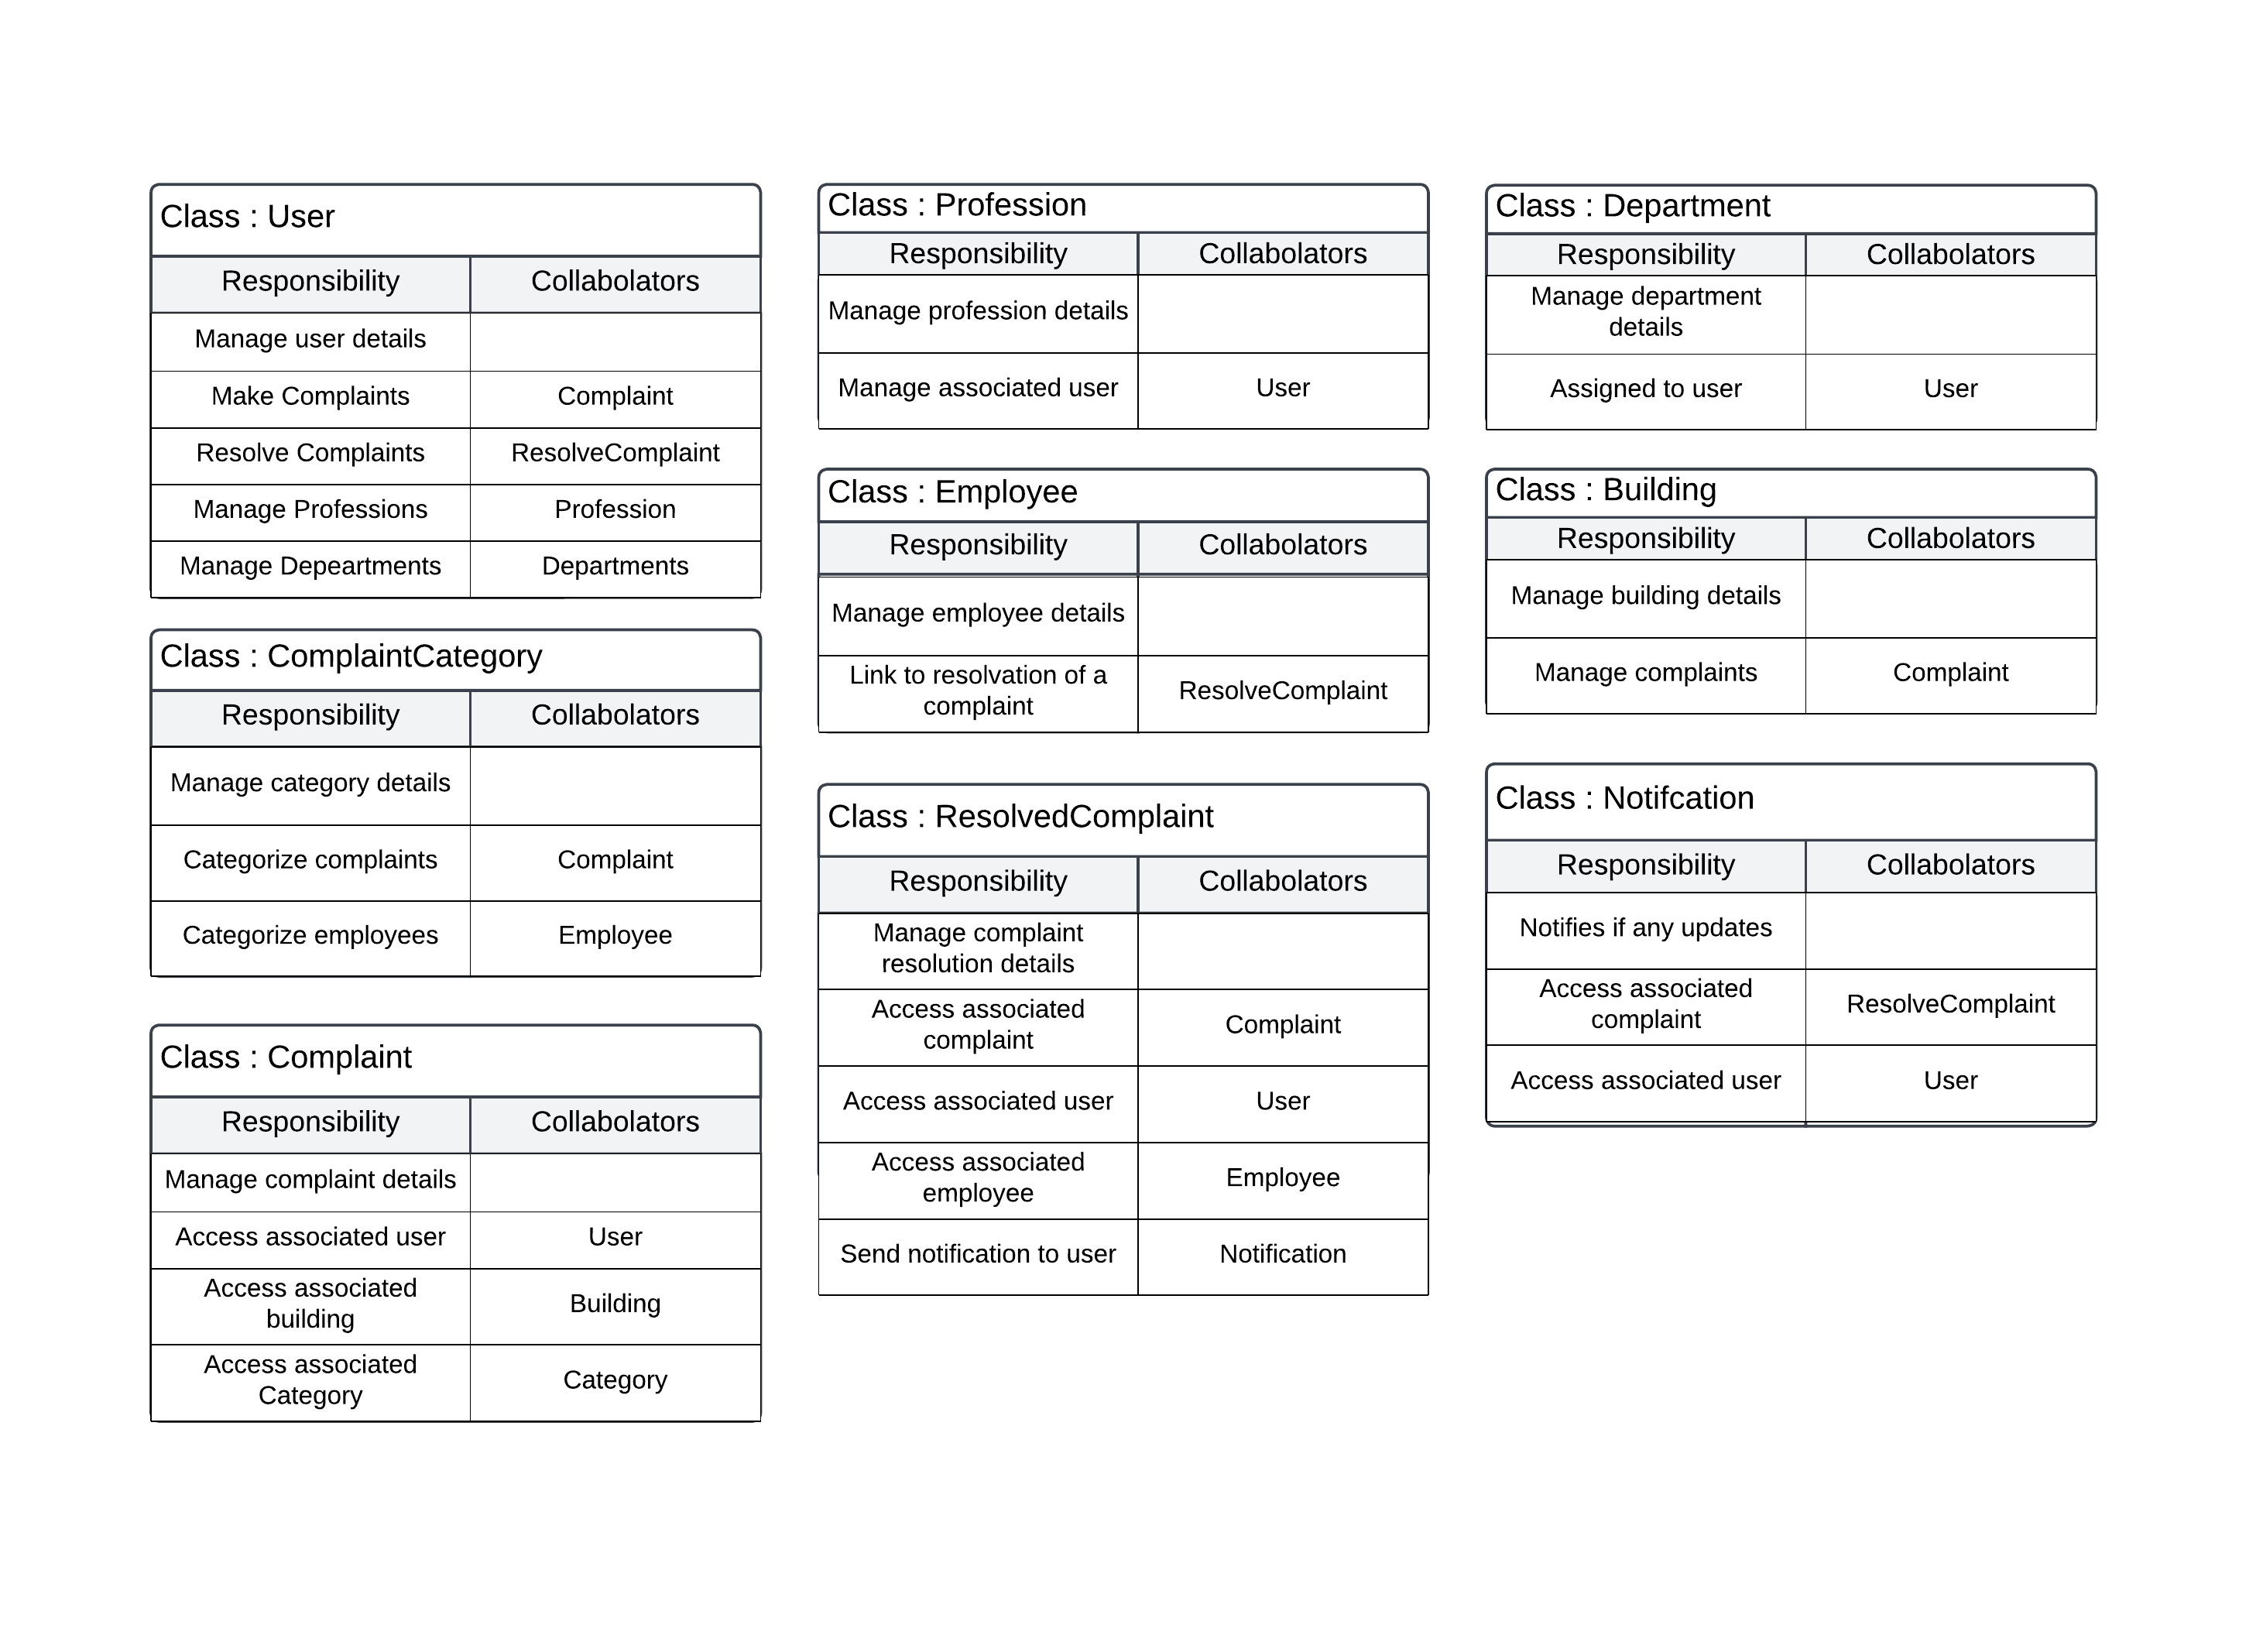 Class : User
Responsibility Collabolators
Manage user details
Make Complaints Complaint
Resolve Complaints ResolveComplaint
Manage Professions Profession
Manage Depeartments Departments
Class : ComplaintCategory
Responsibility Collabolators
Manage category details
Categorize complaints Complaint
Categorize employees Employee
Class : Complaint
Responsibility Collabolators
Manage complaint details
Access associated user User
Access associated
building
Building
Access associated
Category
Category
Class : Profession
Responsibility Collabolators
Manage profession details
Manage associated user User
Class : Employee
Responsibility Collabolators
Manage employee details
Link to resolvation of a
complaint
ResolveComplaint
Class : ResolvedComplaint
Responsibility Collabolators
Manage complaint
resolution details
Access associated
complaint
Complaint
Access associated user User
Access associated
employee
Employee
Send notification to user Notification
Class : Department
Responsibility Collabolators
Manage department
details
Assigned to user User
Class : Building
Responsibility Collabolators
Manage building details
Manage complaints Complaint
Class : Notifcation
Responsibility Collabolators
Notifies if any updates
Access associated
complaint
ResolveComplaint
Access associated user User